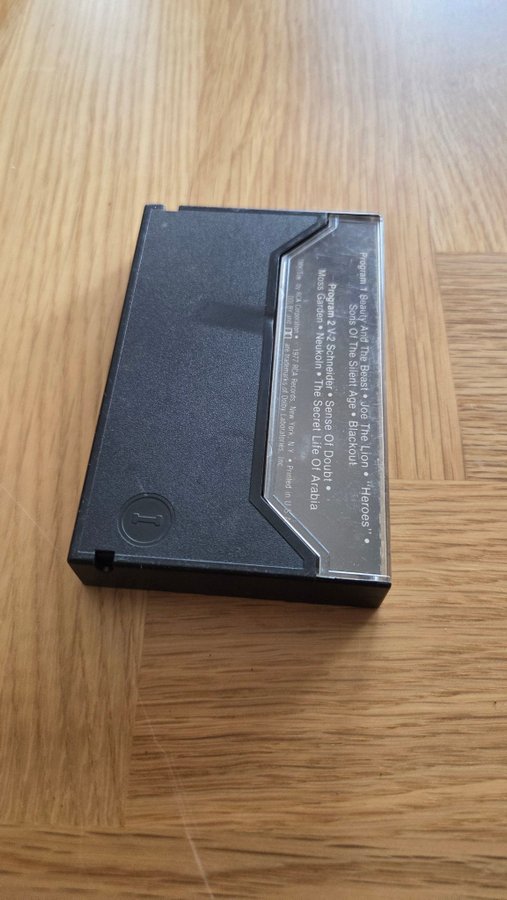 Program 1 Beauty And The Beast • Joe The Lion • "Heroes" •
Sons Of The Silent Age • Blackout
Program 2 V-2 Schneider • Sense Of Doubt •
Moss Garden • Neukoln • The Secret Life Of Arabia
by RCA Corporation • 1977 RCA Records, New York, N.Y. • Printed in U.S.
are trademarks of Dolby Laboratories, Inc.